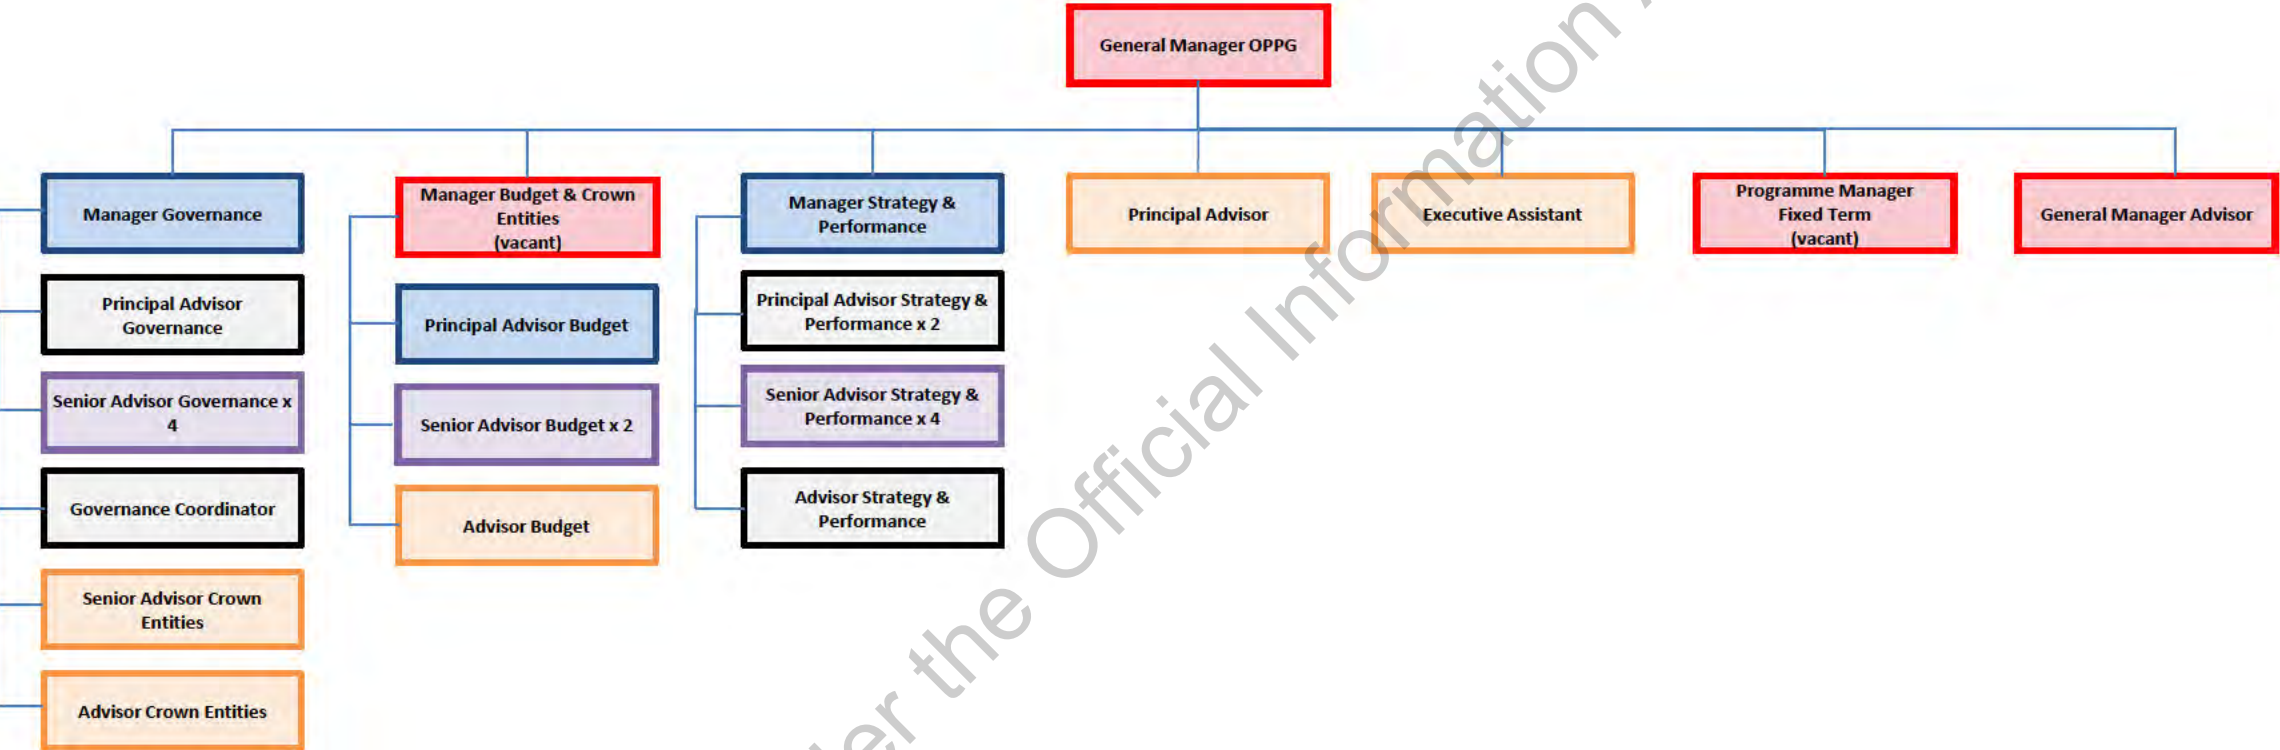 General Manager OPPG
Manager Governance
Manager Budget & Crown
Entities
(vacant)
Manager Strategy &
Performance
Principal Advisor
Executive Assistant
Programme Manager
Fixed Term
(vacant)
General Manager Advisor
Principal Advisor
Governance
Senior Advisor Governance x
4
Governance Coordinator
Senior Advisor Crown
Entities
Advisor Crown Entities
Principal Advisor Budget
Senior Advisor Budget x 2
Advisor Budget
Principal Advisor Strategy &
Performance x 2
Senior Advisor Strategy &
Performance x 4
Advisor Strategy &
Performance
the Official Information